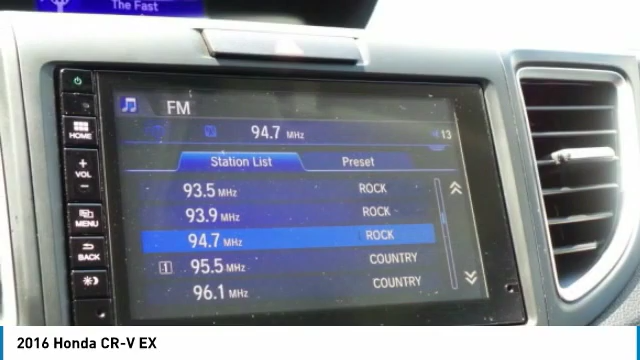 The Fast
FM
94.7 MHz
13
Station List
Preset
93.5 MHz ROCK
93.9 MHz ROCK
94.7 MHz ROCK
1 95.5 MHz COUNTRY
96.1 MHz COUNTRY
HOME
+
VOL
−
MENU
BACK
2016 Honda CR-V EX